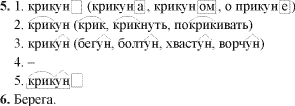 5. 1. крикун (крикуна, крикуном, о прикуне)
2. крикун (крик, крикнуть, покрикивать)
3. крикун (бегун, болтун, хвастун, ворчун)
4. –
5. крикун
6. Берега.